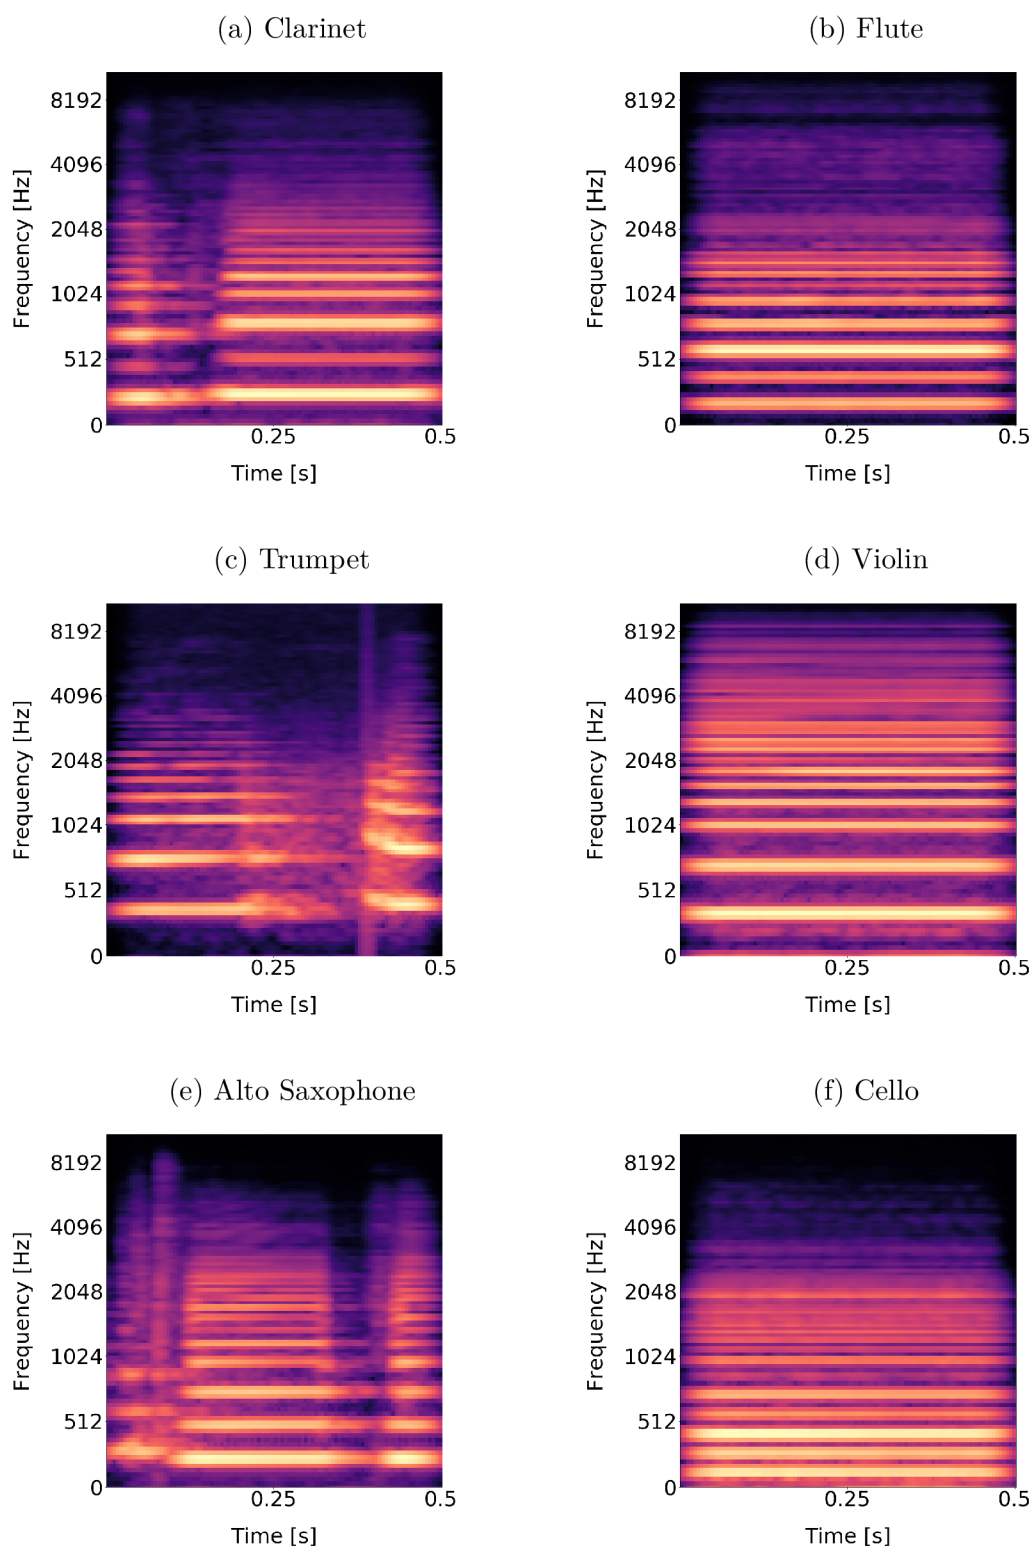 (a) Clarinet
(b) Flute
8192
4096
2048
1024
512
0
Frequency [Hz]
0.25
0.5
Time [s]
8192
4096
2048
1024
512
0
Frequency [Hz]
0.25
0.5
Time [s]
(c) Trumpet
(d) Violin
8192
4096
2048
1024
512
0
Frequency [Hz]
0.25
0.5
Time [s]
8192
4096
2048
1024
512
0
Frequency [Hz]
0.25
0.5
Time [s]
(e) Alto Saxophone
(f) Cello
8192
4096
2048
1024
512
0
Frequency [Hz]
0.25
0.5
Time [s]
8192
4096
2048
1024
512
0
Frequency [Hz]
0.25
0.5
Time [s]